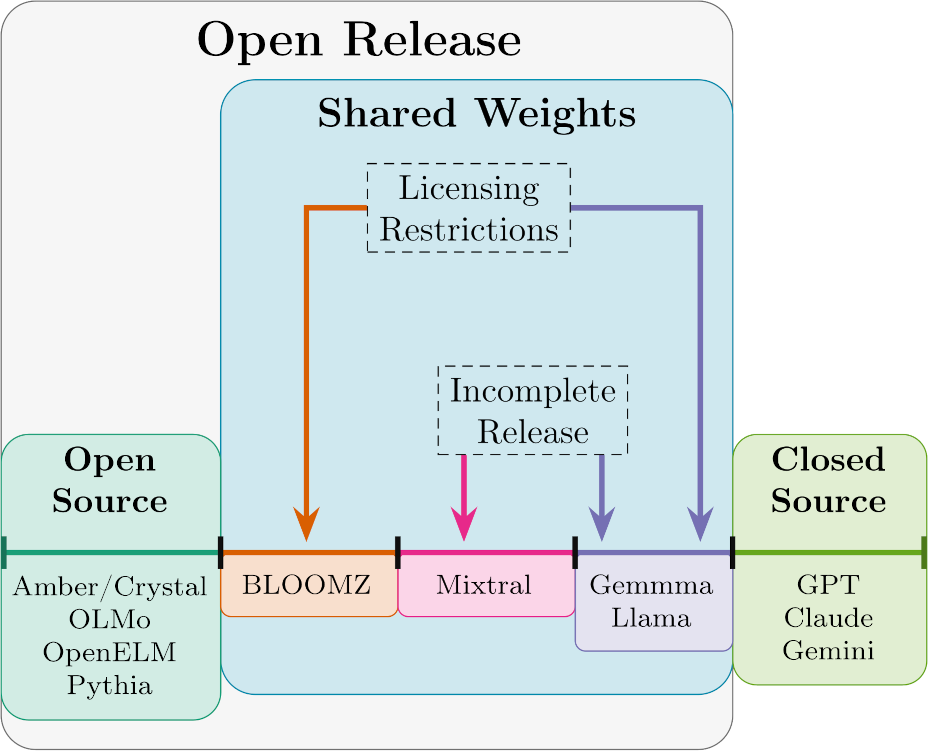 Open Release
Shared Weights
Licensing
Restrictions
Incomplete
Release
Open
Source
Closed
Source
Amber/Crystal
OLMo
OpenELM
Pythia
BLOOMZ
Mixtral
Gemmma
Llama
GPT
Claude
Gemini